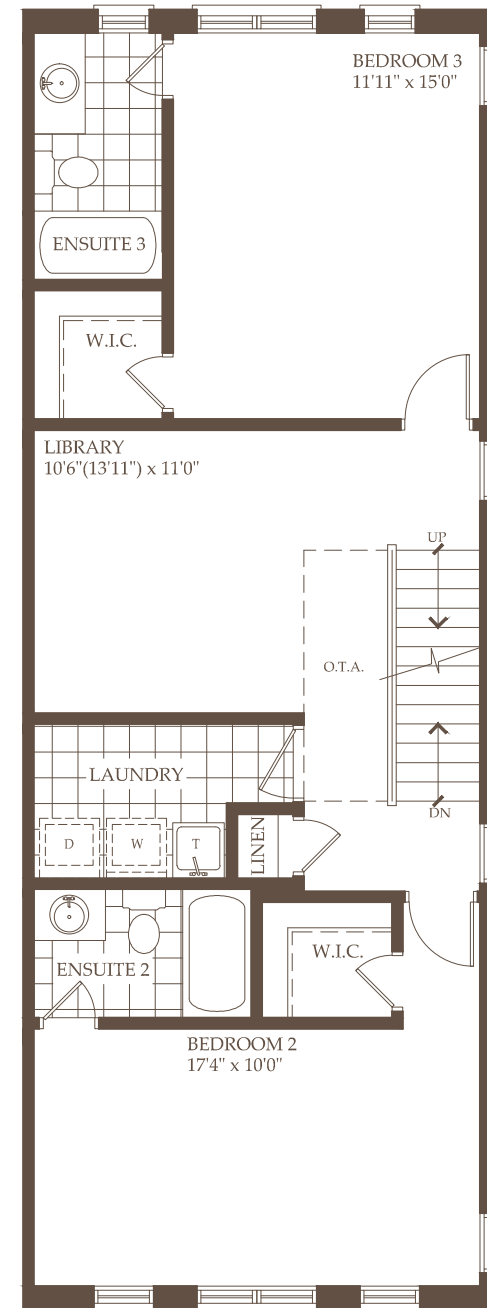 BEDROOM 3
11'11" x 15'0"
ENSUITE 3
W.I.C.
LIBRARY
10'6"(13'11") x 11'0"
UP
O.T.A.
LAUNDRY
DN
D
W
T
LINEN
W.I.C.
ENSUITE 2
BEDROOM 2
17'4" x 10'0"